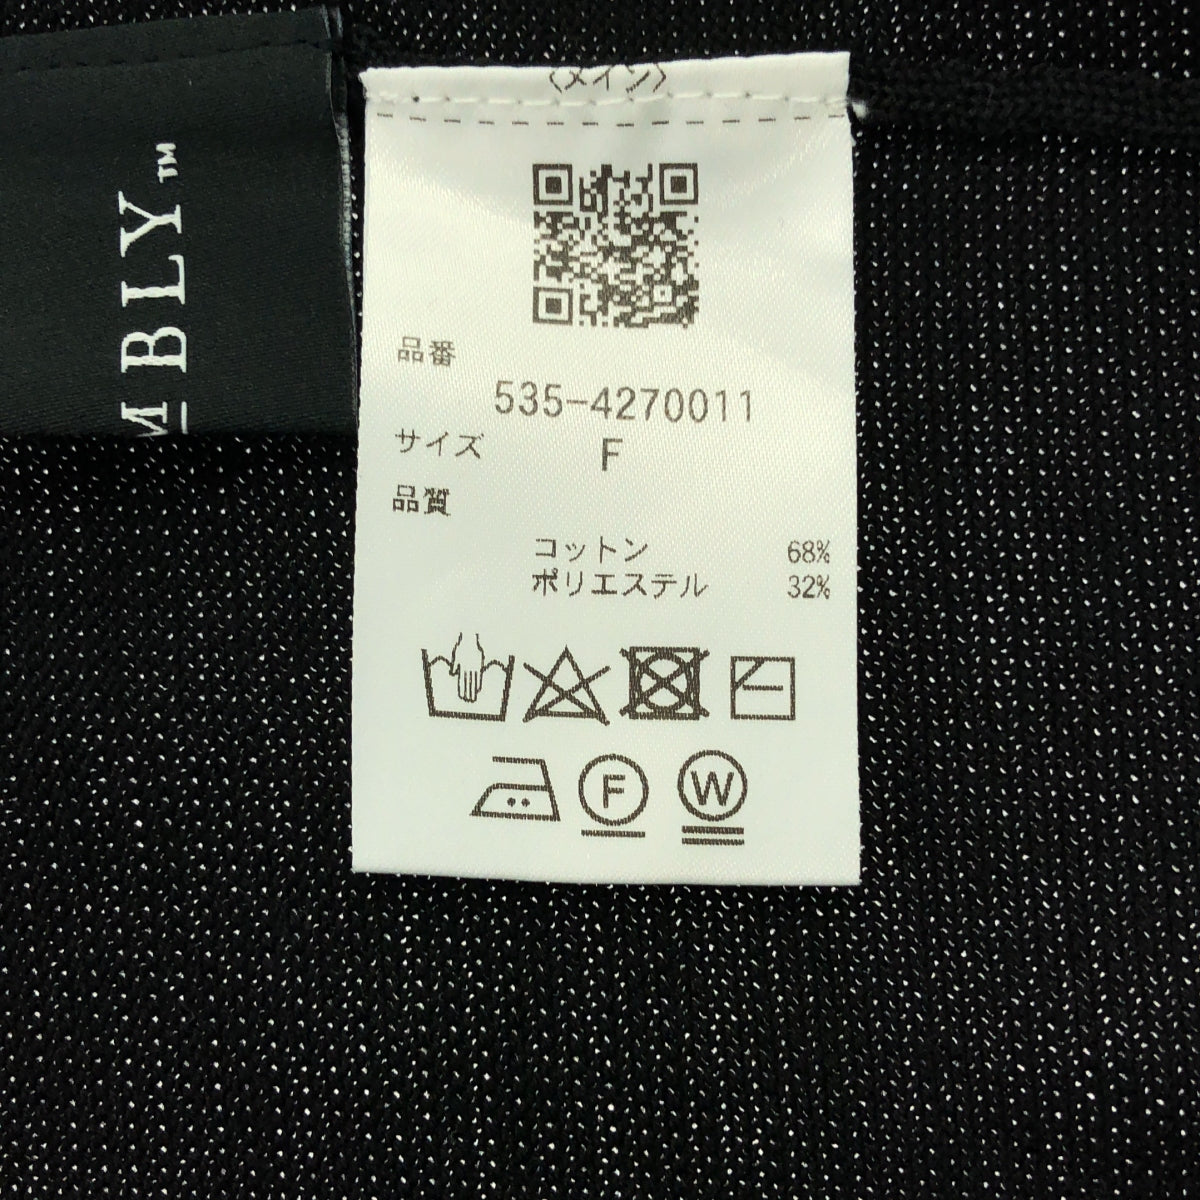 MBLY™
〈メイン〉
品番
535-4270011
サイズ F
品質
コットン 68%
ポリエステル 32%
F W